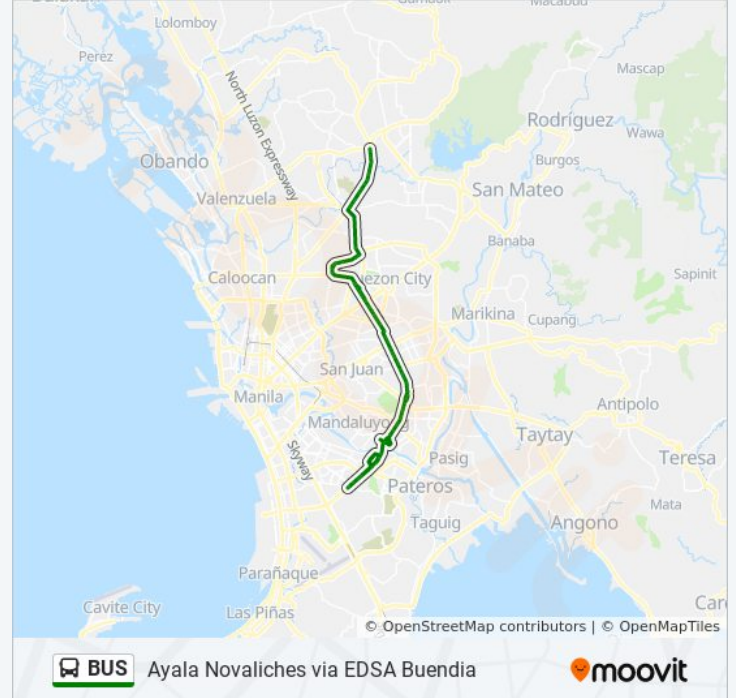 Lolomboy
Perez
Mascap
North Luzon Expressway
Rodríguez
Wawa
Obando
Burgos
San Mateo
Valenzuela
Banaba
Caloocan
ezon City
Sapinit
Marikina
Cupang
San Juan
Manila
Antipolo
Mandaluyong
Taytay
Skyway
Pasig
Teresa
Pateros
Mata
Taguig
Angono
Parañaque
Cavite City
Las Piñas
© OpenStreetMap contributors | © OpenMapTiles
BUS Ayala Novaliches via EDSA Buendia moovit